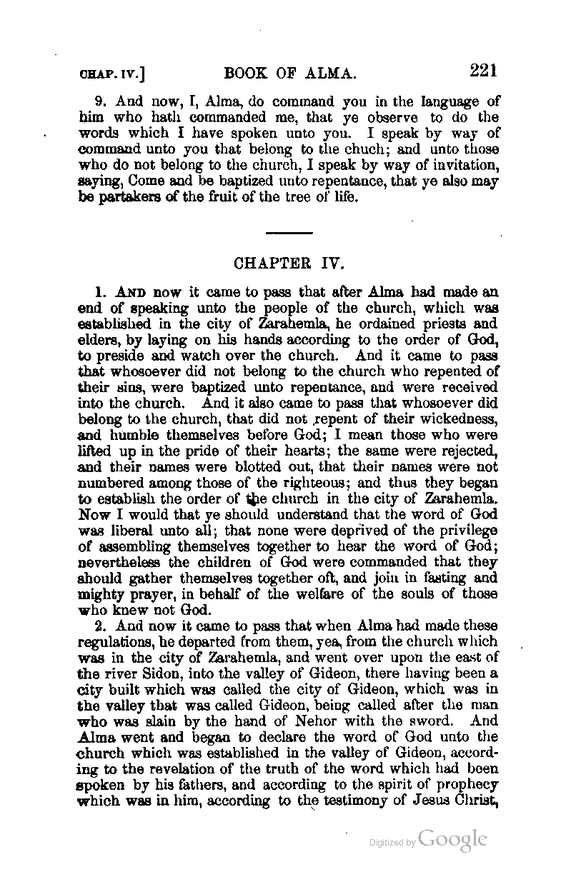 CHAP. IV.] BOOK OF ALMA. 221
9. And now, I, Alma, do command you in the language of
him who hath commanded me, that ye observe to do the
words which I have spoken unto you. I speak by way of
command unto you that belong to the chuch; and unto those
who do not belong to the church, I speak by way of invitation,
saying, Come and be baptized unto repentance, that ye also may
be partakers of the fruit of the tree of life.
CHAPTER IV.
1. AND now it came to pass that after Alma had made an
end of speaking unto the people of the church, which was
established in the city of Zarahemla, he ordained priests and
elders, by laying on his hands according to the order of God,
to preside and watch over the church. And it came to pass
that whosoever did not belong to the church who repented of
their sins, were baptized unto repentance, and were received
into the church. And it also came to pass that whosoever did
belong to the church, that did not repent of their wickedness,
and humble themselves before God; I mean those who were
lifted up in the pride of their hearts; the same were rejected,
and their names were blotted out, that their names were not
numbered among those of the righteous; and thus they began
to establish the order of the church in the city of Zarahemla.
Now I would that ye should understand that the word of God
was liberal unto all; that none were deprived of the privilege
of assembling themselves together to hear the word of God;
nevertheless the children of God were commanded that they
should gather themselves together oft, and join in fasting and
mighty prayer, in behalf of the welfare of the souls of those
who knew not God.
2. And now it came to pass that when Alma had made these
regulations, he departed from them, yea, from the church which
was in the city of Zarahemla, and went over upon the east of
the river Sidon, into the valley of Gideon, there having been a
city built which was called the city of Gideon, which was in
the valley that was called Gideon, being called after the man
who was slain by the hand of Nehor with the sword. And
Alma went and began to declare the word of God unto the
church which was established in the valley of Gideon, accord-
ing to the revelation of the truth of the word which had been
spoken by his fathers, and according to the spirit of prophecy
which was in him, according to the testimony of Jesus Christ,
Digitized by Google